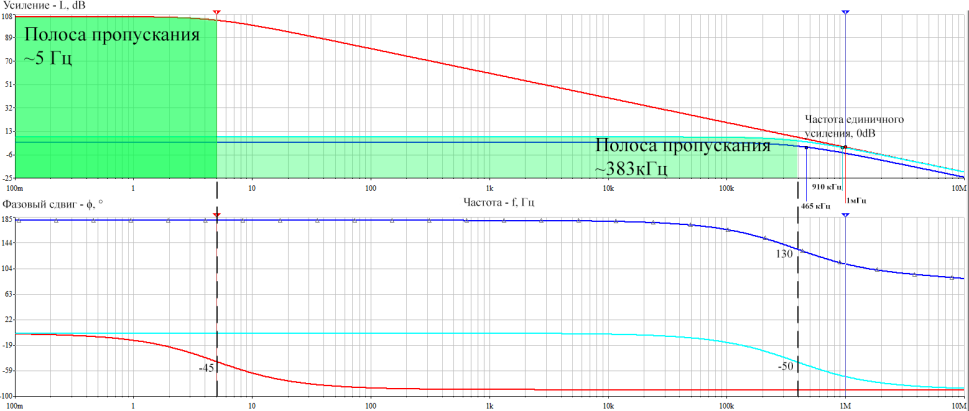 Усиление - L, dB
108
89
70
51
32
13
-6
-25
Полоса пропускания
~5 Гц
Частота единичного
усиления, 0dB
Полоса пропускания
~383кГц
910 кГц
1мГц
465 кГц
100m 1 10 100 1k 10k 100k 1M 10M
Фазовый сдвиг - ϕ, °
Частота - f, Гц
185
144
104
63
22
-19
-59
-100
130
-45
-50
100m 1 10 100 1k 10k 100k 1M 10M